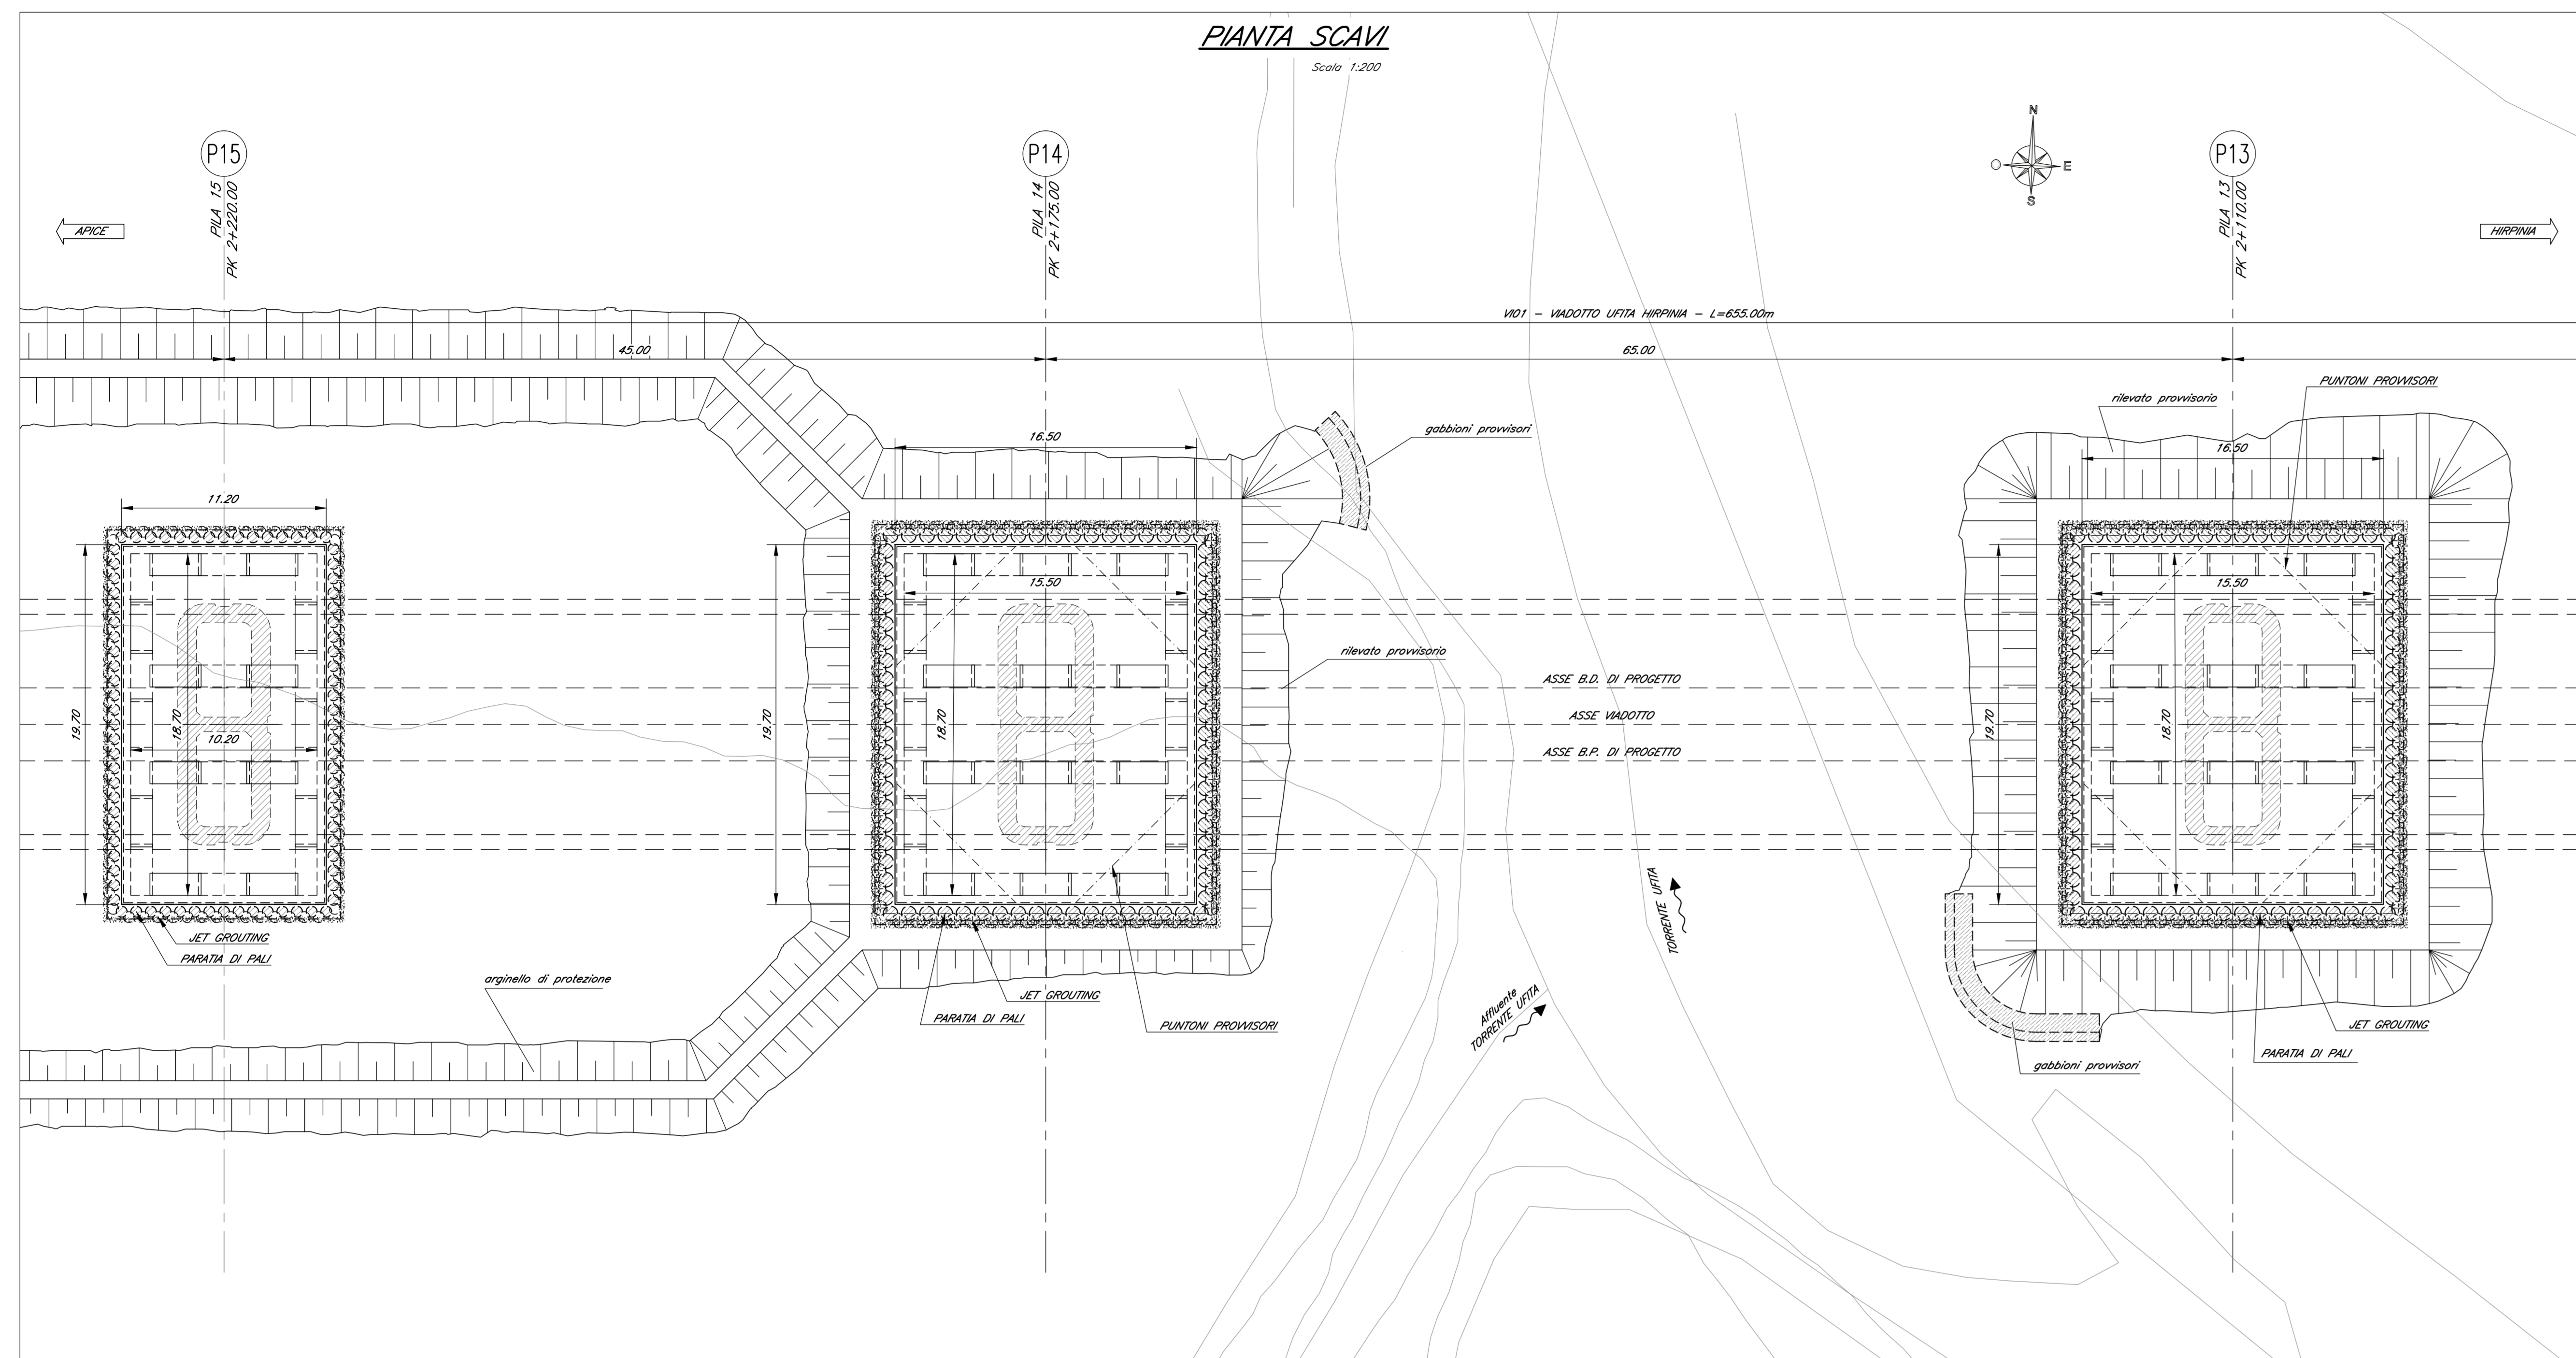 PIANTA SCAVI
Scala 1:200
P15
PILA 15
PK 2+220.00
P14
PILA 14
PK 2+175.00
P13
PILA 13
PK 2+110.00
N
O
E
S
APICE
HIRPINIA
VI01 - VIADOTTO UFITA HIRPINIA - L=655.00m
45.00
65.00
PUNTONI PROVVISORI
rilevato provvisorio
gabbioni provvisori
16.50
16.50
11.20
15.50
15.50
rilevato provvisorio
ASSE B.D. DI PROGETTO
ASSE VIADOTTO
ASSE B.P. DI PROGETTO
19.70
18.70
10.20
19.70
18.70
19.70
18.70
TORRENTE UFITA
JET GROUTING
PARATIA DI PALI
arginello di protezione
JET GROUTING
PARATIA DI PALI
PUNTONI PROVVISORI
Affluente
TORRENTE UFITA
JET GROUTING
PARATIA DI PALI
gabbioni provvisori